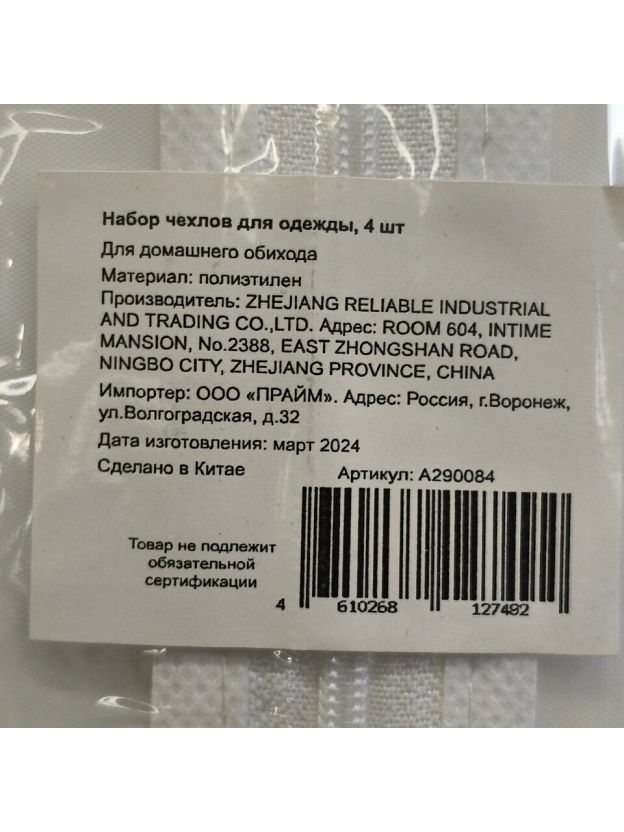 Набор чехлов для одежды, 4 шт
Для домашнего обихода
Материал: полиэтилен
Производитель: ZHEJIANG RELIABLE INDUSTRIAL
AND TRADING CO.,LTD. Адрес: ROOM 604, INTIME
MANSION, No.2388, EAST ZHONGSHAN ROAD,
NINGBO CITY, ZHEJIANG PROVINCE, CHINA
Импортер: ООО «ПРАЙМ». Адрес: Россия, г.Воронеж,
ул.Волгоградская, д.32
Дата изготовления: март 2024
Сделано в Китае
Артикул: А290084
Товар не подлежит
обязательной
сертификации
4 610268 127492